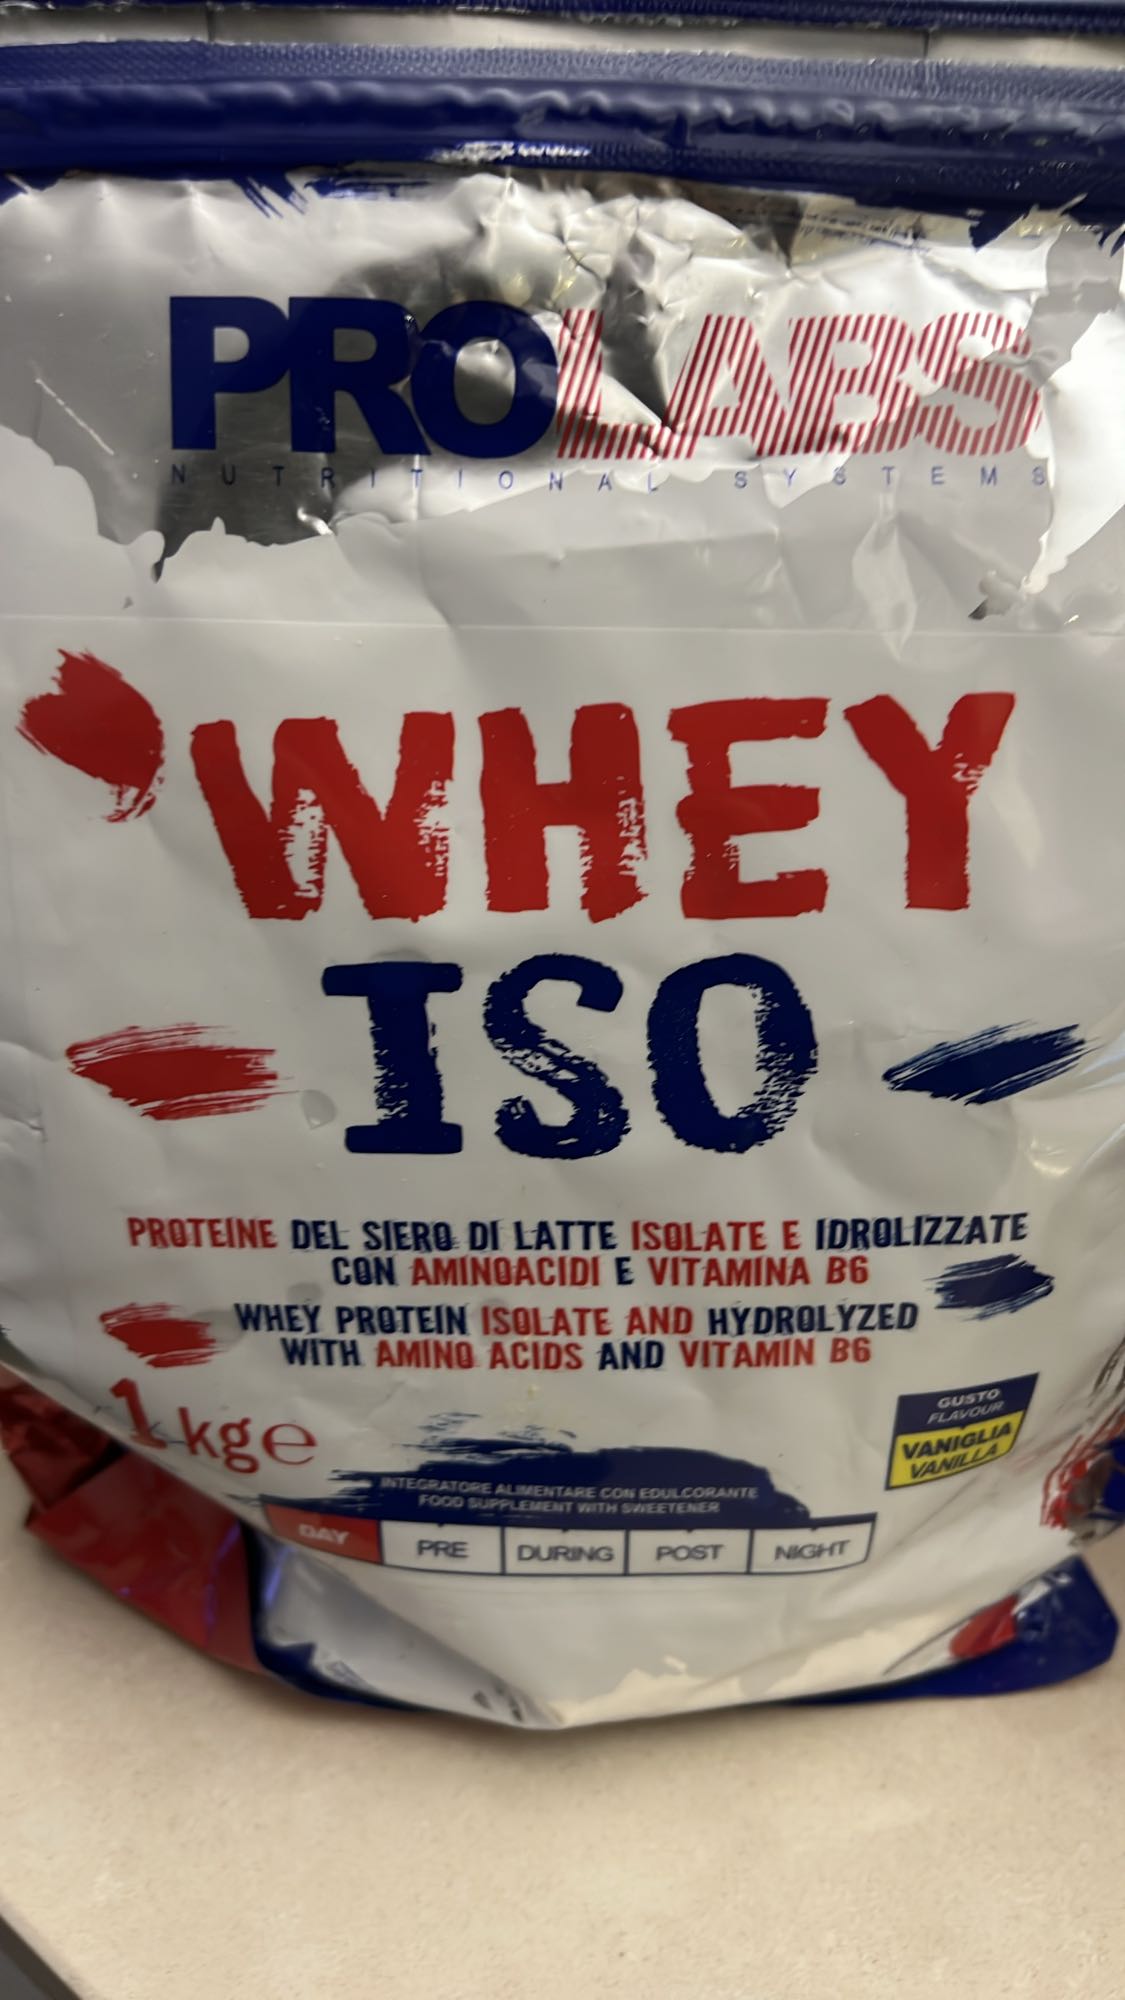 PROLABS
NUTRITIONAL SYSTEMS
WHEY
ISO
PROTEINE DEL SIERO DI LATTE ISOLATE E IDROLIZZATE
CON AMINOACIDI E VITAMINA B6
WHEY PROTEIN ISOLATE AND HYDROLYZED
WITH AMINO ACIDS AND VITAMIN B6
1 kg e
GUSTO
FLAVOUR
VANIGLIA
VANILLA
INTEGRATORE ALIMENTARE CON EDULCORANTE
FOOD SUPPLEMENT WITH SWEETENER
DAY PRE DURING POST NIGHT